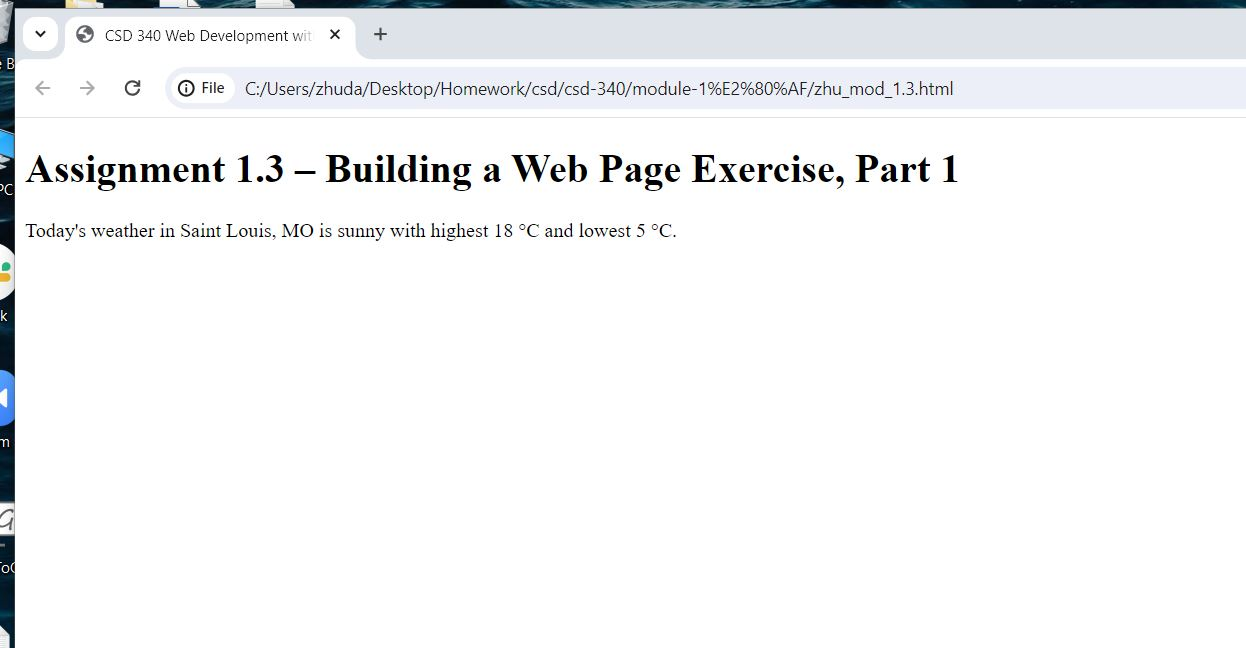 CSD 340 Web Development wit
File C:/Users/zhuda/Desktop/Homework/csd/csd-340/module-1%E2%80%AF/zhu_mod_1.3.html
Assignment 1.3 – Building a Web Page Exercise, Part 1
Today's weather in Saint Louis, MO is sunny with highest 18 °C and lowest 5 °C.